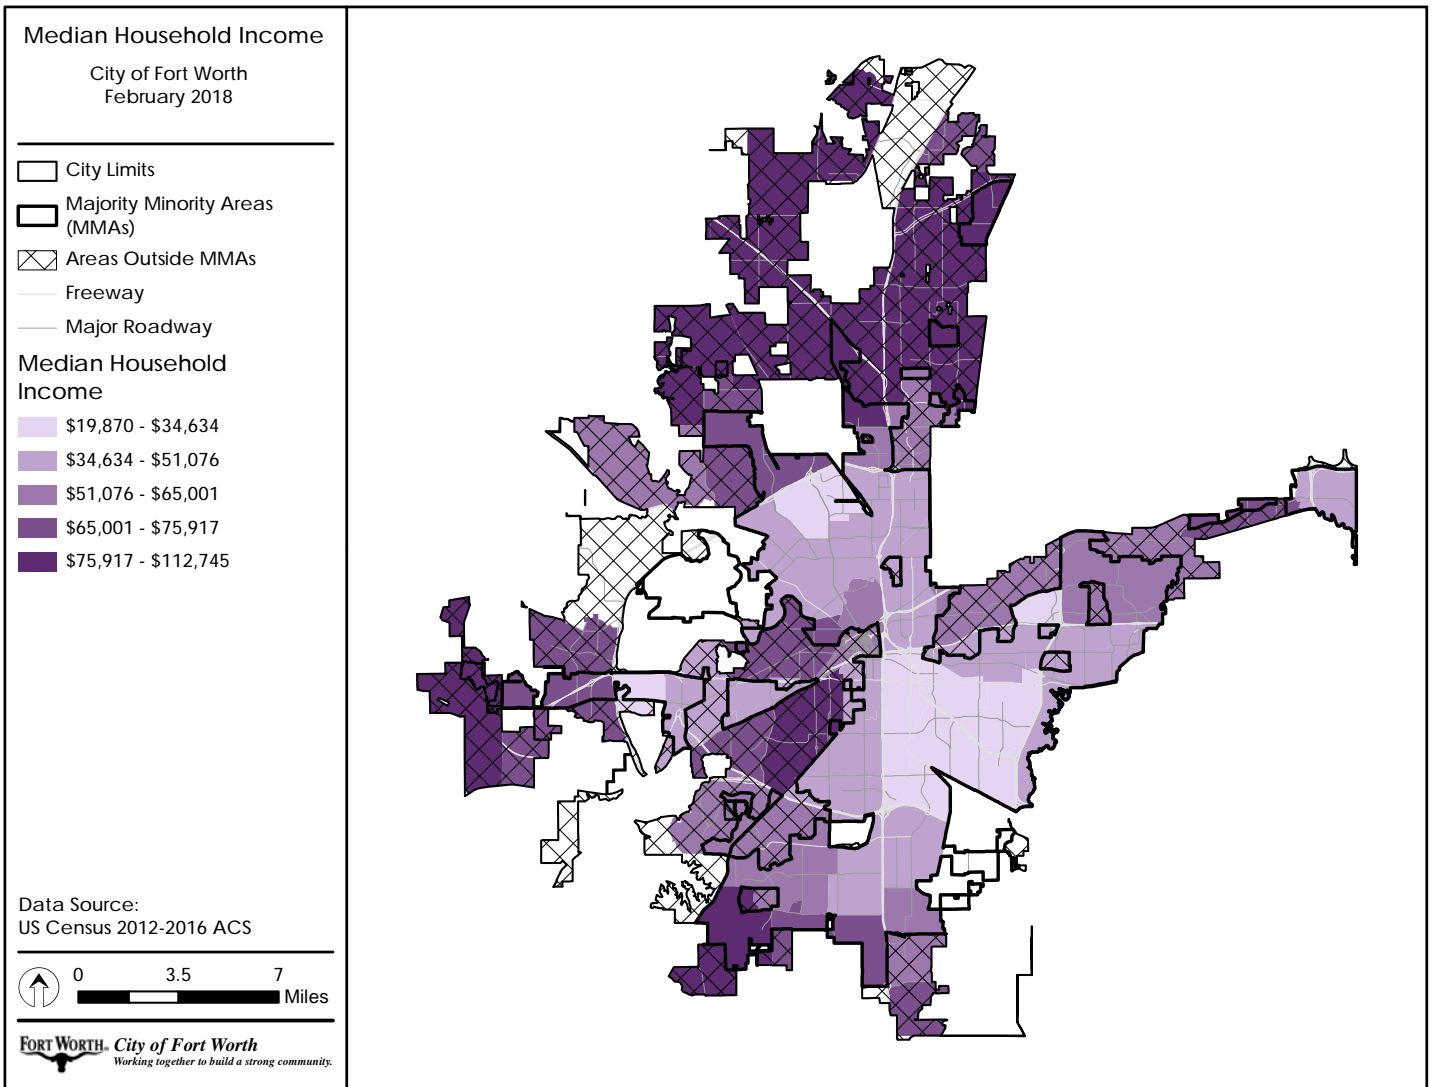 Median Household Income
City of Fort Worth
February 2018
City Limits
Majority Minority Areas
(MMAs)
Areas Outside MMAs
Freeway
Major Roadway
Median Household
Income
$19,870 - $34,634
$34,634 - $51,076
$51,076 - $65,001
$65,001 - $75,917
$75,917 - $112,745
Data Source:
US Census 2012-2016 ACS
0 3.5 7
Miles
FORT WORTH® City of Fort Worth
Working together to build a strong community.